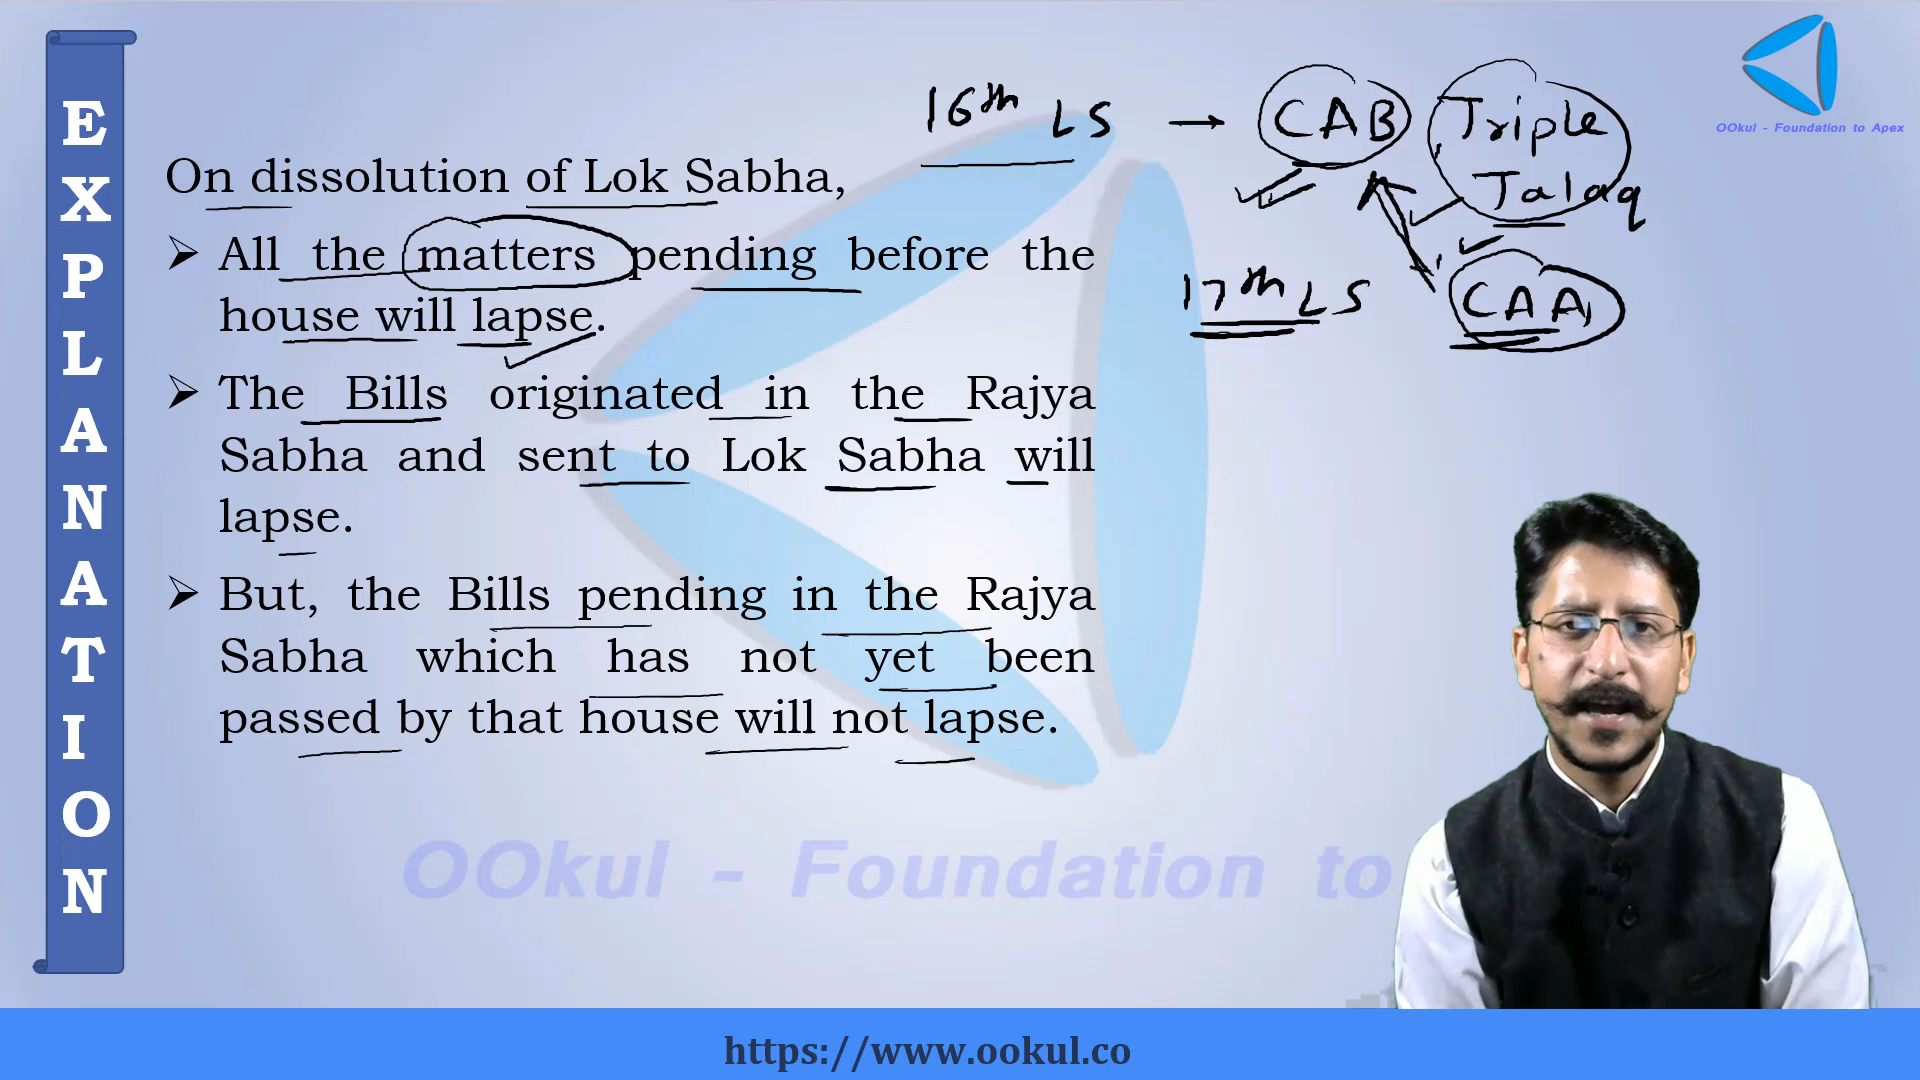 EXPLANATION
16th LS → CAB Triple
Talaq
17th LS CAA
OOkul - Foundation to Apex
On dissolution of Lok Sabha,
➢ All the matters pending before the
house will lapse.
➢ The Bills originated in the Rajya
Sabha and sent to Lok Sabha will
lapse.
➢ But, the Bills pending in the Rajya
Sabha which has not yet been
passed by that house will not lapse.
OOkul - Foundation to
https://www.ookul.co